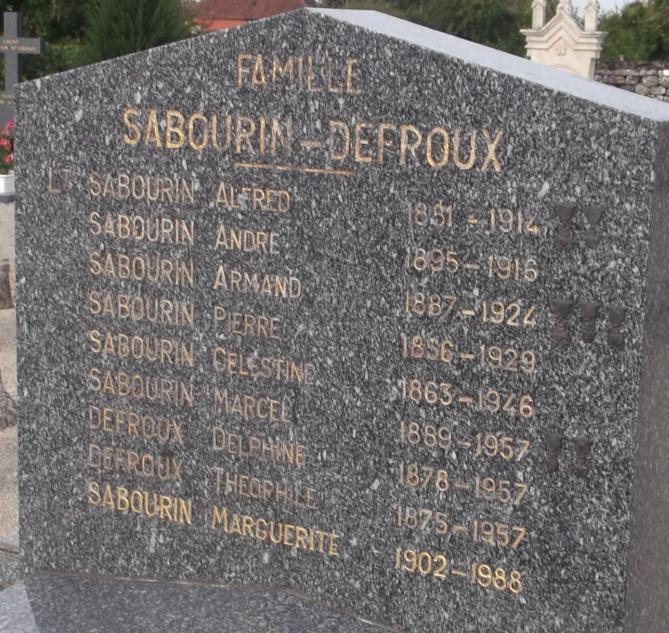 FAMILLE
SABOURIN-DEFROUX
LT SABOURIN ALFRED 1881-1914
SABOURIN ANDRE 1895-1916
SABOURIN ARMAND 1887-1924
SABOURIN PIERRE 1856-1929
SABOURIN CELESTINE 1863-1946
SABOURIN MARCEL 1889-1957
DEFROUX DELPHINE 1878-1957
DEFROUX THEOPHILE 1875-1957
SABOURIN MARGUERITE 1902-1988